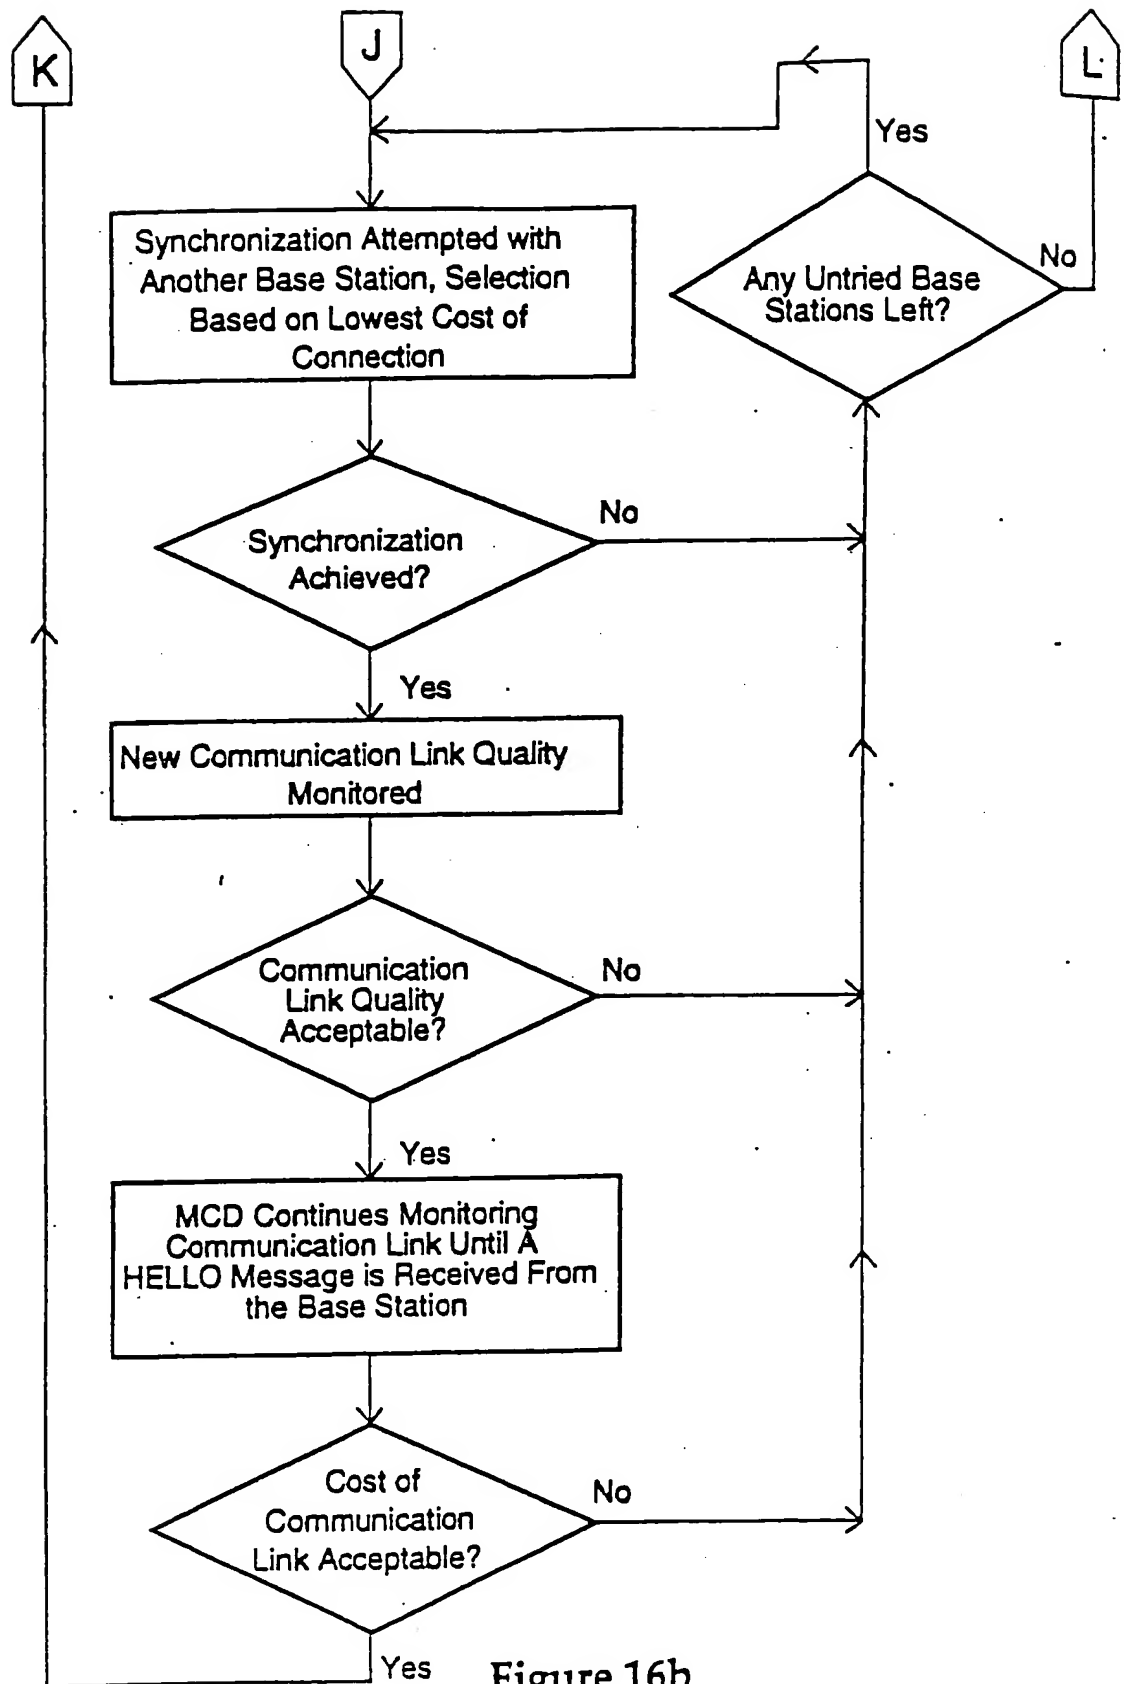 K
J
L
Yes
Synchronization Attempted with
Another Base Station, Selection
Based on Lowest Cost of
Connection
Any Untried Base
Stations Left?
No
Synchronization
Achieved?
No
Yes
New Communication Link Quality
Monitored
Communication
Link Quality
Acceptable?
No
Yes
MCD Continues Monitoring
Communication Link Until A
HELLO Message is Received From
the Base Station
Cost of
Communication
Link Acceptable?
No
Yes
Figure 16b